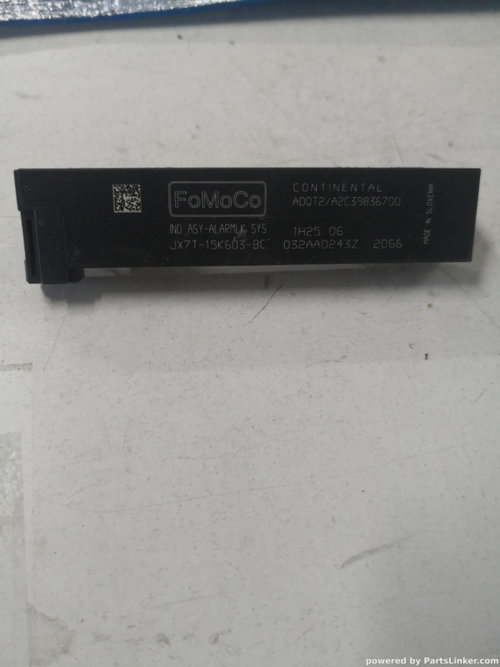 FoMoCo
IND ASY-ALARM/LK SYS
JX7T-15K603-BC
CONTINENTAL
ADQT2/A2C39836700
1H25 06
032AA0243Z 2066
MADE IN SLOVENIA
powered by PartsLinker.com